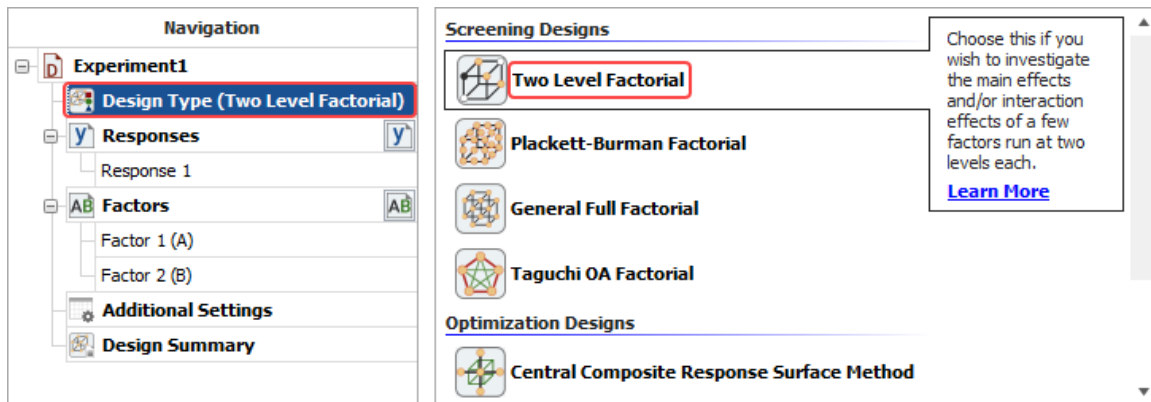 Navigation
Experiment1
Design Type (Two Level Factorial)
Responses
Response 1
Factors
Factor 1 (A)
Factor 2 (B)
Additional Settings
Design Summary
Screening Designs
Two Level Factorial
Plackett-Burman Factorial
General Full Factorial
Taguchi OA Factorial
Optimization Designs
Central Composite Response Surface Method
Choose this if you
wish to investigate
the main effects
and/or interaction
effects of a few
factors run at two
levels each.
Learn More